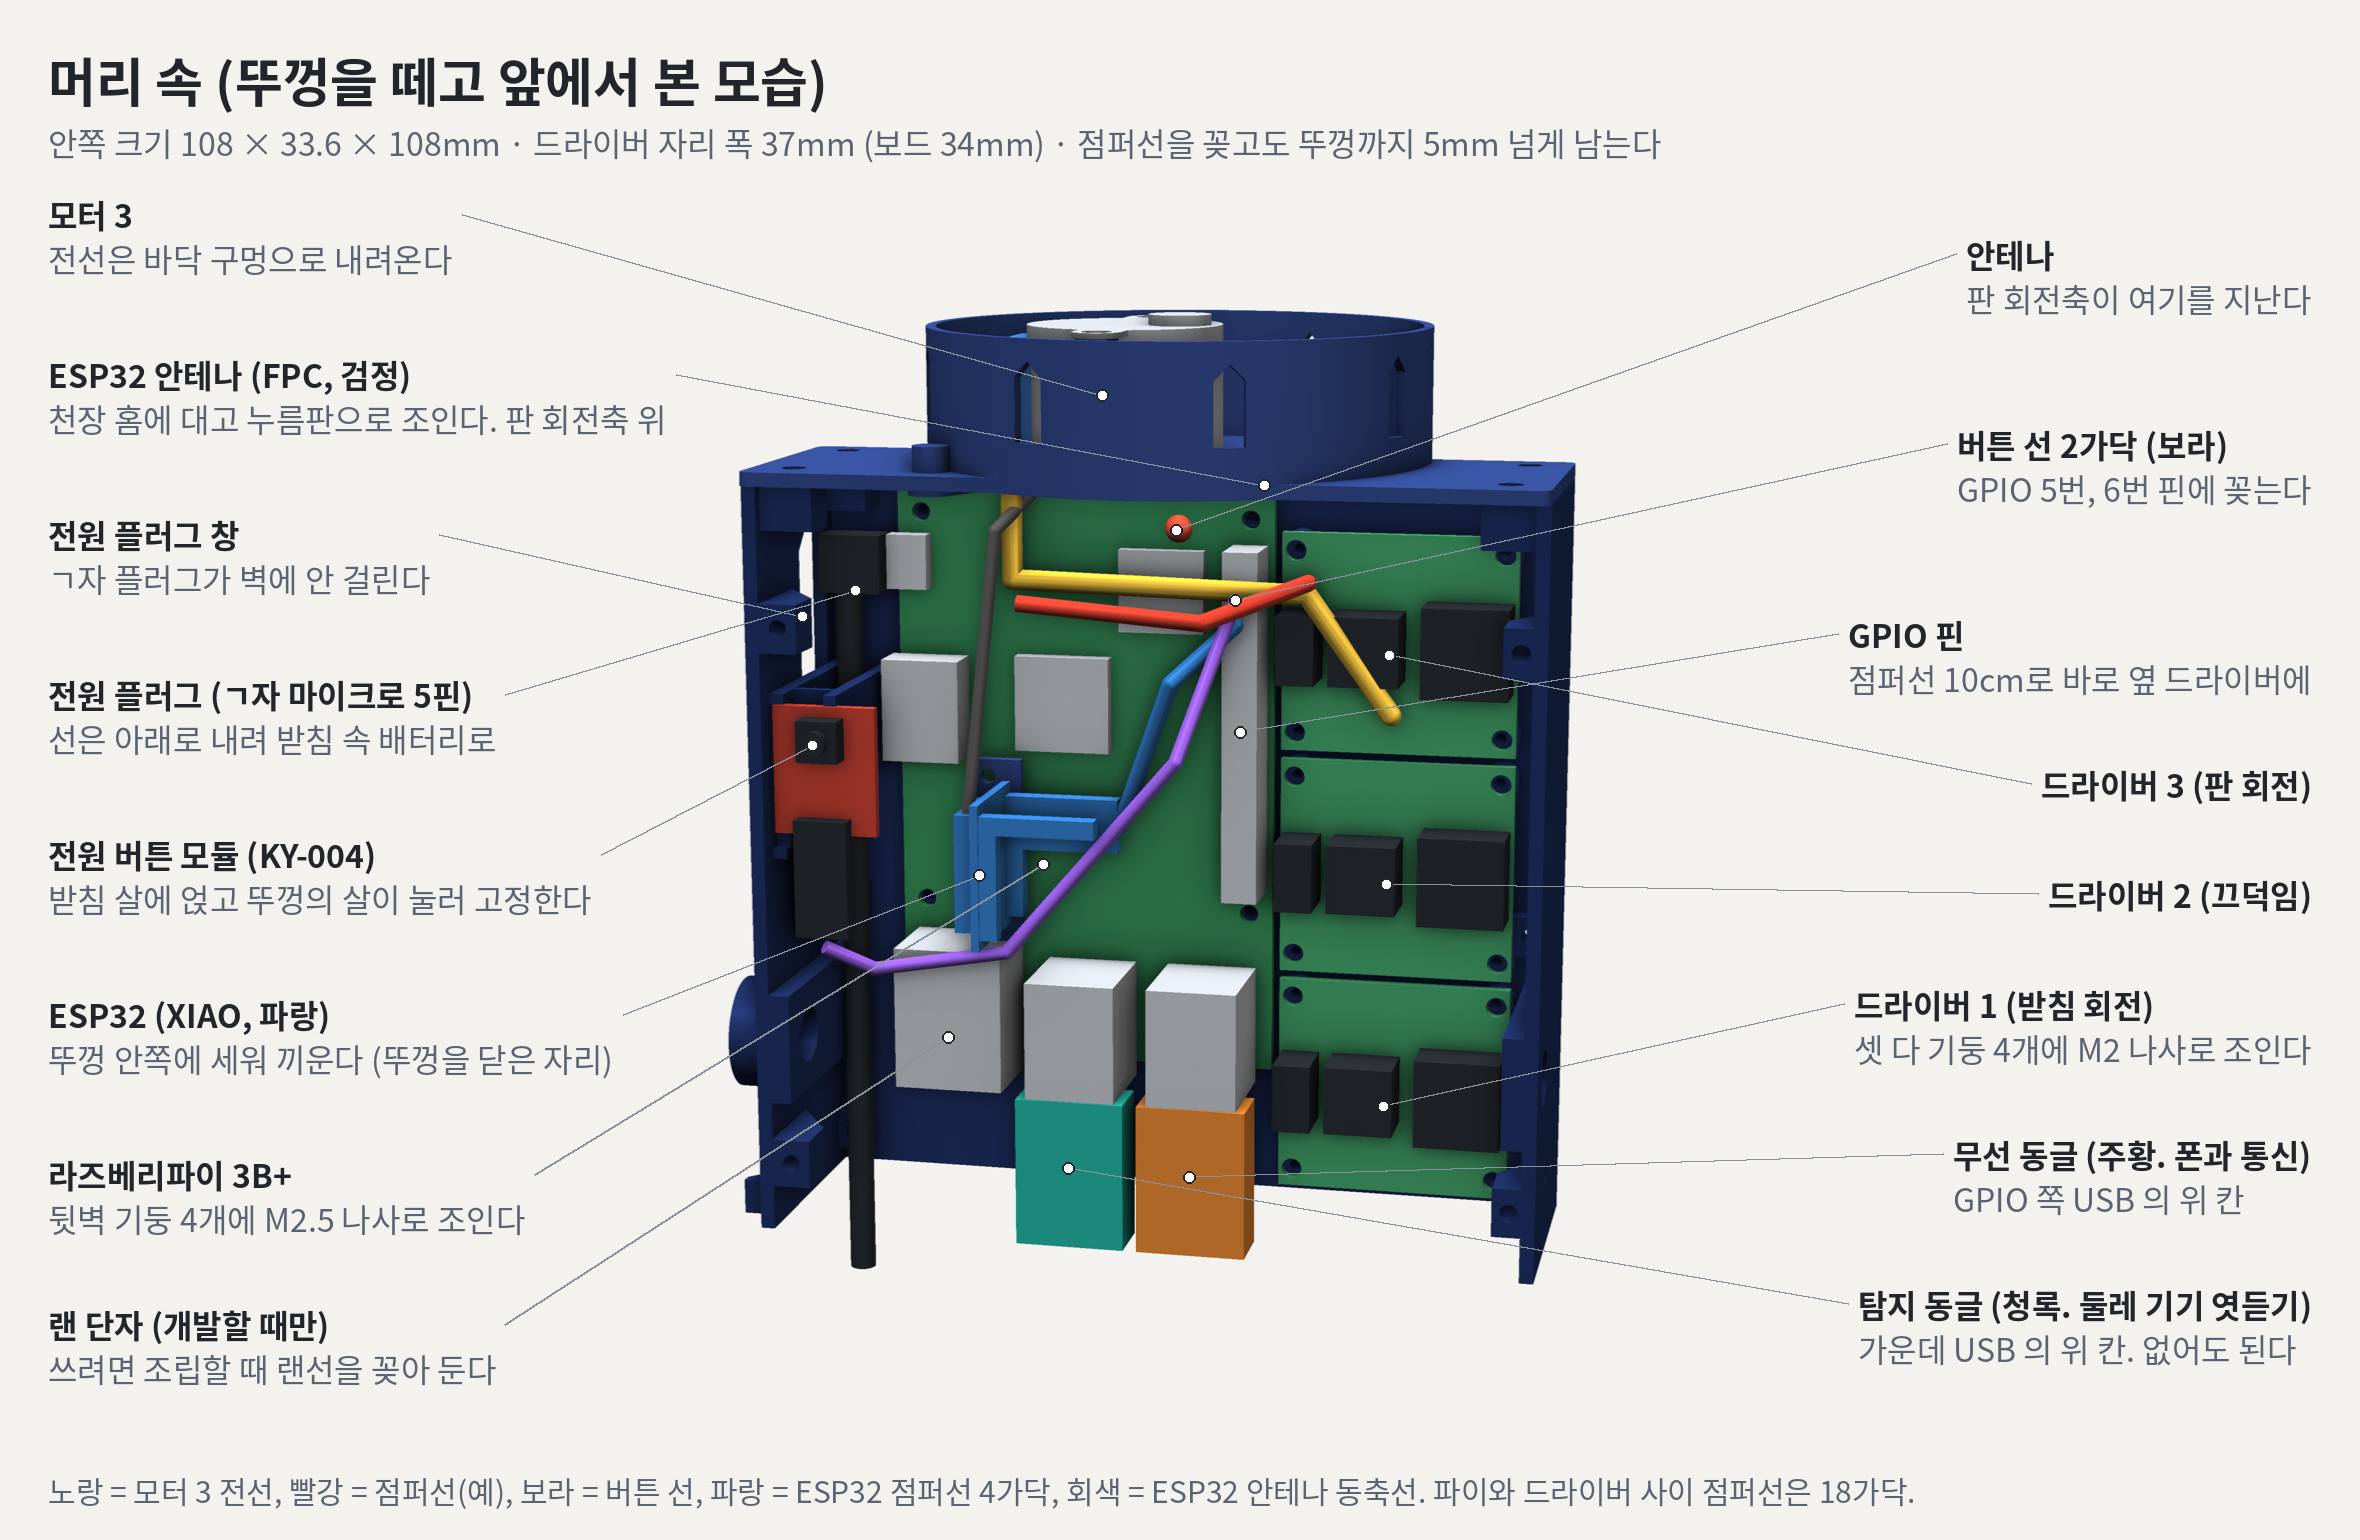 머리 속 (뚜껑을 떼고 앞에서 본 모습)
안쪽 크기 108 × 33.6 × 108mm · 드라이버 자리 폭 37mm (보드 34mm) · 점퍼선을 꽂고도 뚜껑까지 5mm 넘게 남는다
모터 3
전선은 바닥 구멍으로 내려온다
ESP32 안테나 (FPC, 검정)
천장 홈에 대고 누름판으로 조인다. 판 회전축 위
전원 플러그 창
ㄱ자 플러그가 벽에 안 걸린다
전원 플러그 (ㄱ자 마이크로 5핀)
선은 아래로 내려 받침 속 배터리로
전원 버튼 모듈 (KY-004)
받침 살에 얹고 뚜껑의 살이 눌러 고정한다
ESP32 (XIAO, 파랑)
뚜껑 안쪽에 세워 끼운다 (뚜껑을 닫은 자리)
라즈베리파이 3B+
뒷벽 기둥 4개에 M2.5 나사로 조인다
랜 단자 (개발할 때만)
쓰려면 조립할 때 랜선을 꽂아 둔다
안테나
판 회전축이 여기를 지난다
버튼 선 2가닥 (보라)
GPIO 5번, 6번 핀에 꽂는다
GPIO 핀
점퍼선 10cm로 바로 옆 드라이버에
드라이버 3 (판 회전)
드라이버 2 (끄덕임)
드라이버 1 (받침 회전)
셋 다 기둥 4개에 M2 나사로 조인다
무선 동글 (주황. 폰과 통신)
GPIO 쪽 USB 의 위 칸
탐지 동글 (청록. 둘레 기기 엿듣기)
가운데 USB 의 위 칸. 없어도 된다
노랑 = 모터 3 전선, 빨강 = 점퍼선(예), 보라 = 버튼 선, 파랑 = ESP32 점퍼선 4가닥, 회색 = ESP32 안테나 동축선. 파이와 드라이버 사이 점퍼선은 18가닥.